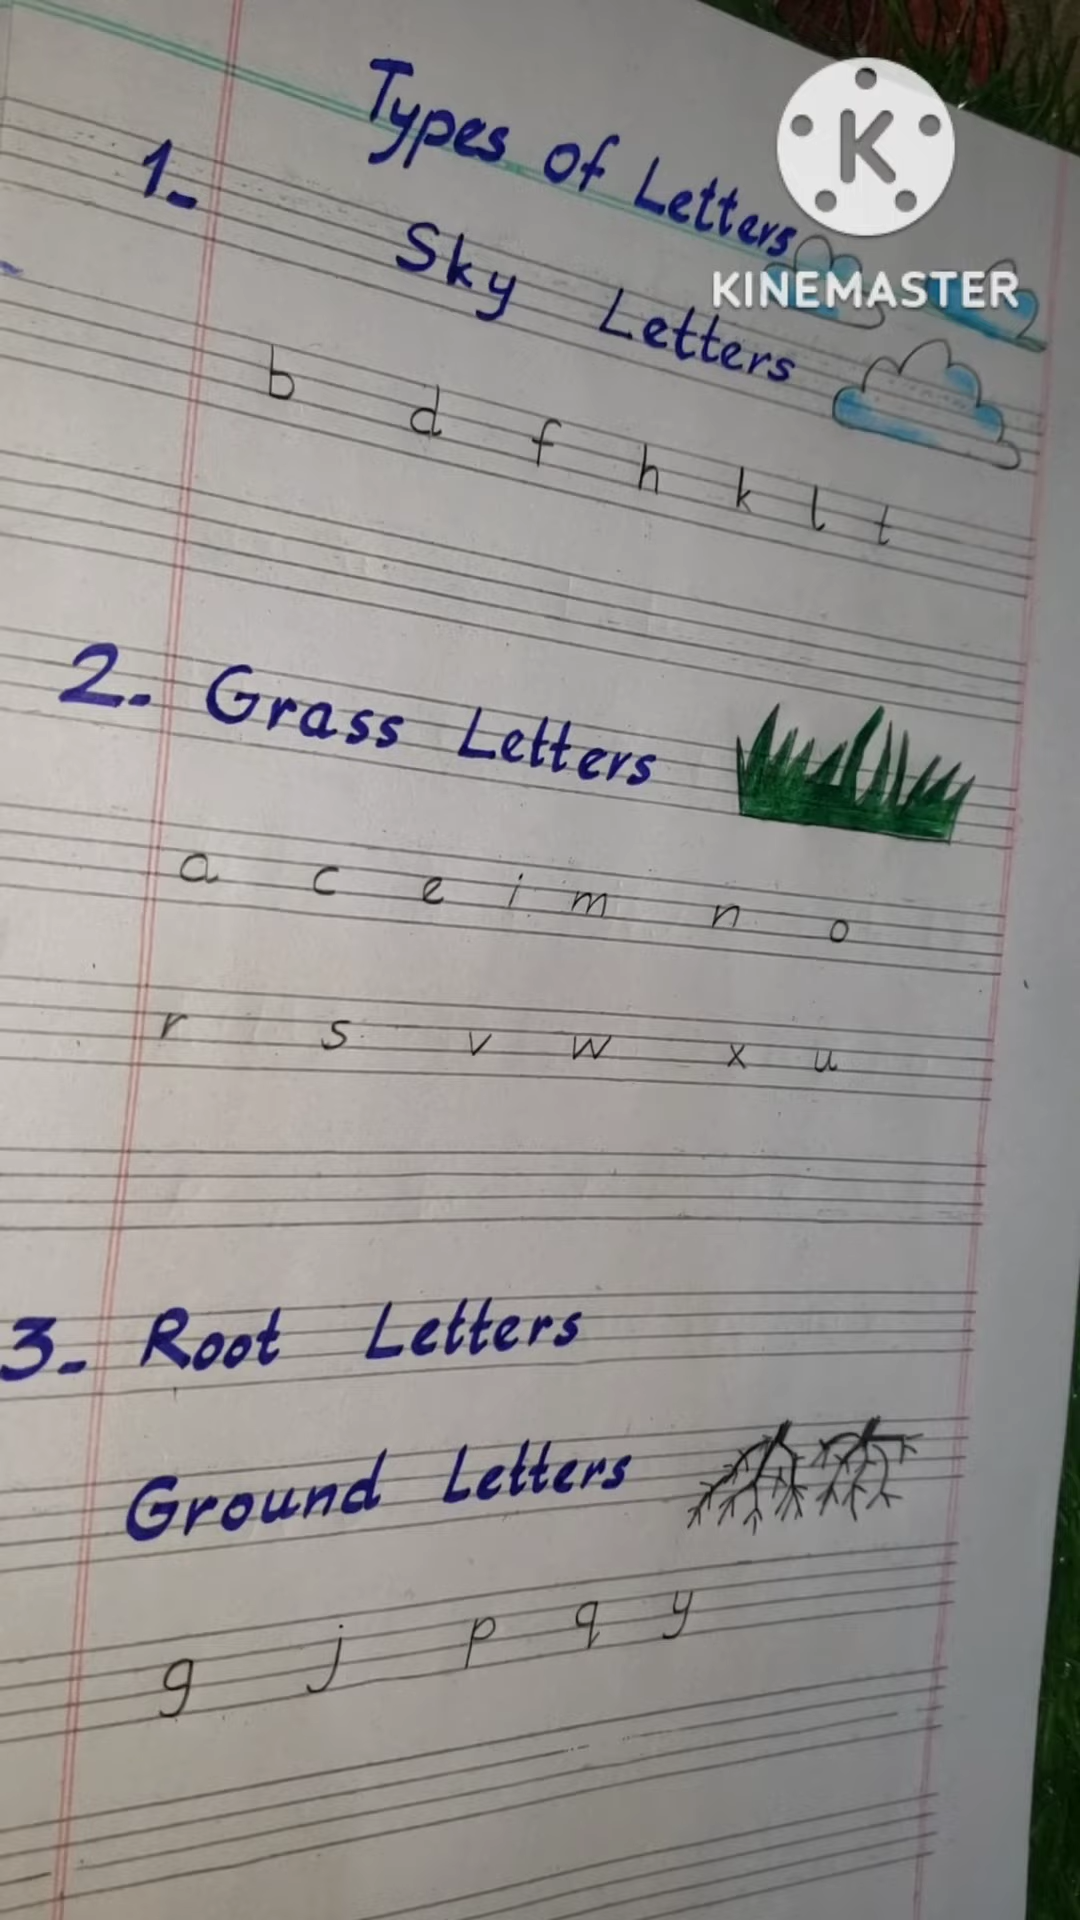 Types of Letters
K
KINEMASTER
1-
Sky Letters
b d f h k l t
2. Grass Letters
a c e i m n o
r s v w x u
3- Root Letters
Ground Letters
g j p q y